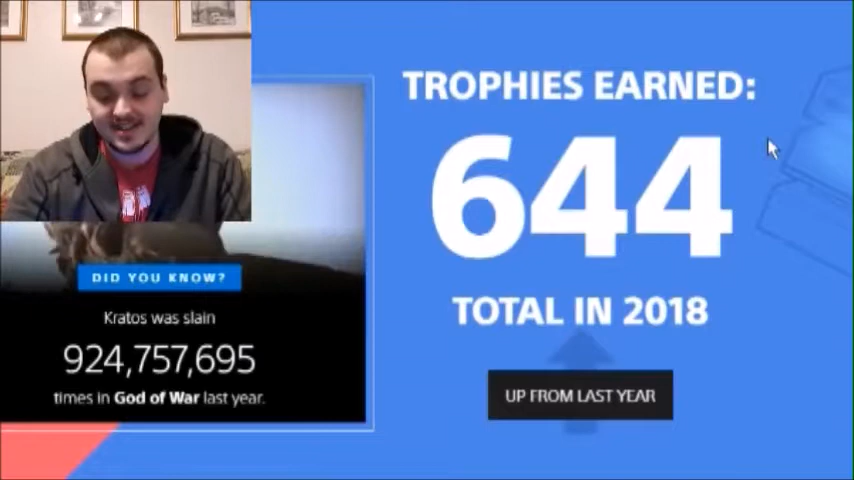 DID YOU KNOW?
Kratos was slain
924,757,695
times in God of War last year.
TROPHIES EARNED:
644
TOTAL IN 2018
UP FROM LAST YEAR